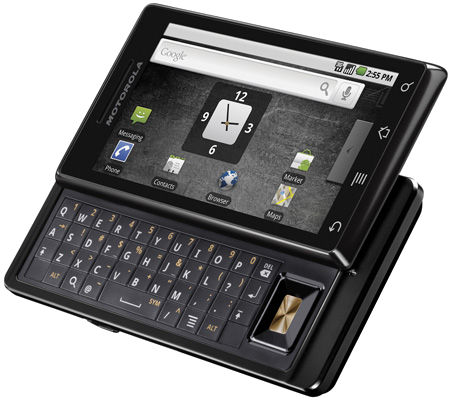 MOTOROLA
Google
2:55 PM
12
9
3
6
Messaging
Phone
Contacts
Browser
Market
Maps
Q W E R T Y U I O P DEL
A S D F G H J K L
Z X C V B N M
ALT SYM ALT